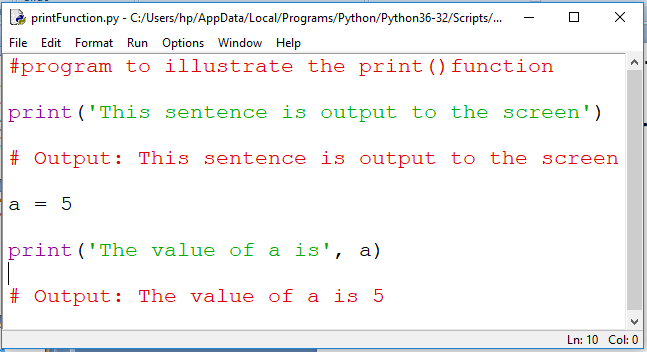 printFunction.py - C:/Users/hp/AppData/Local/Programs/Python/Python36-32/Scripts/...
File Edit Format Run Options Window Help
#program to illustrate the print()function
print('This sentence is output to the screen')
# Output: This sentence is output to the screen
a = 5
print('The value of a is', a)
# Output: The value of a is 5
Ln: 10 Col: 0